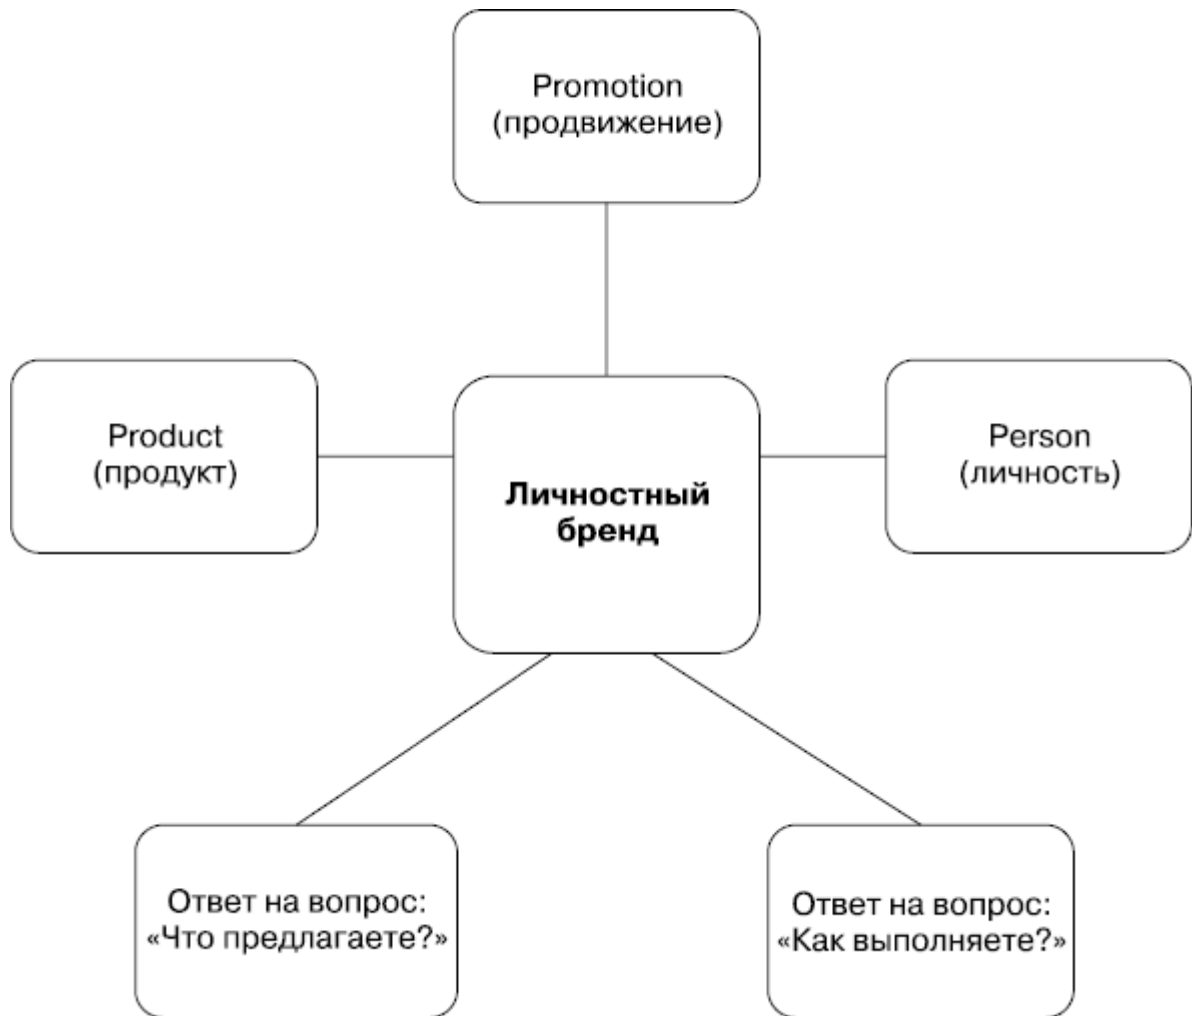 Promotion
(продвижение)
Product
(продукт)
Личностный
бренд
Person
(личность)
Ответ на вопрос:
«Что предлагаете?»
Ответ на вопрос:
«Как выполняете?»